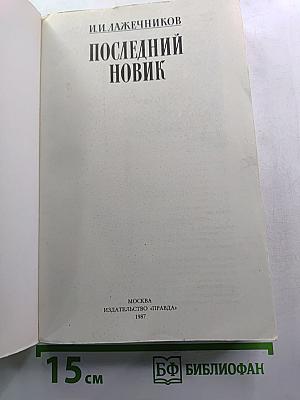 И.И.ЛАЖЕЧНИКОВ
ПОСЛЕДНИЙ
НОВИК
МОСКВА
ИЗДАТЕЛЬСТВО «ПРАВДА»
1987
15 см
БФ БИБЛИОФАН